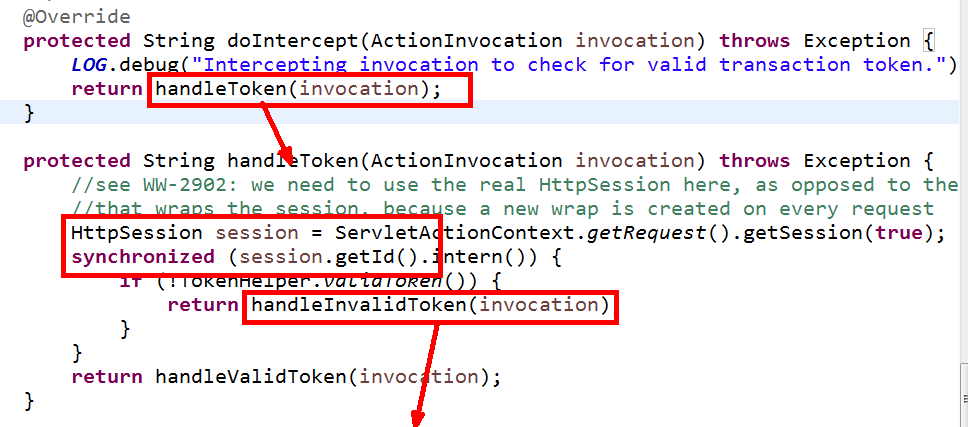 @Override
protected String doIntercept(ActionInvocation invocation) throws Exception {
LOG.debug("Intercepting invocation to check for valid transaction token.")
return handleToken(invocation);
}
protected String handleToken(ActionInvocation invocation) throws Exception {
//see WW-2902: we need to use the real HttpSession here, as opposed to the
//that wraps the session, because a new wrap is created on every request
HttpSession session = ServletActionContext.getRequest().getSession(true);
synchronized (session.getId().intern()) {
if (!TokenHelper.validToken()) {
return handleInvalidToken(invocation)
}
}
return handleValidToken(invocation);
}